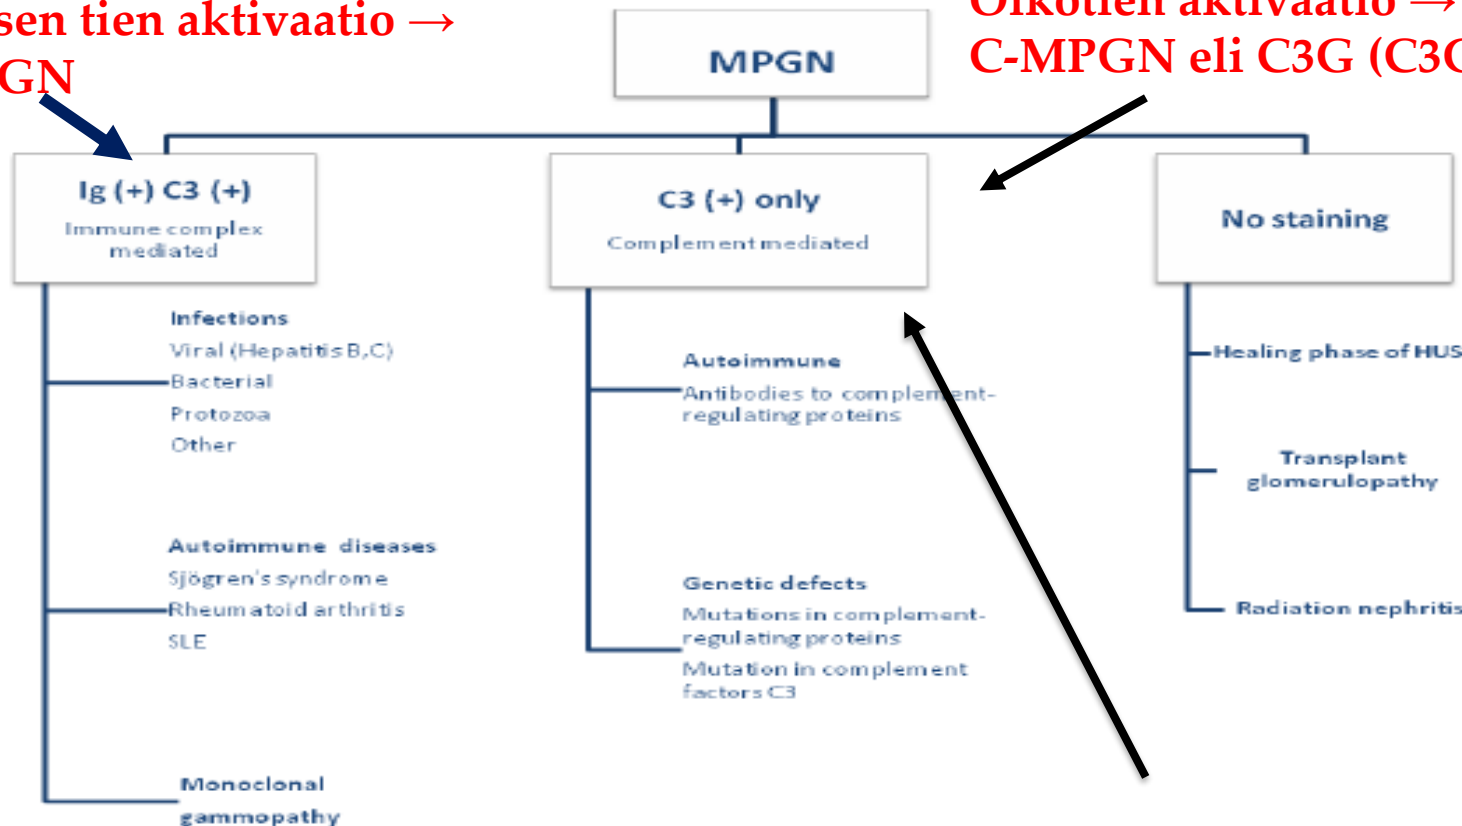 sen tien aktivaatio →
GN
Oikotien aktivaatio →
C-MPGN eli C3G (C3G
MPGN
Ig (+) C3 (+)
Immune complex
mediated
C3 (+) only
Complement mediated
No staining
Infections
Viral (Hepatitis B,C)
Bacterial
Protozoa
Other
Autoimmune diseases
Sjögren's syndrome
Rheumatoid arthritis
SLE
Monoclonal
gammopathy
Autoimmune
Antibodies to complement-
regulating proteins
Genetic defects
Mutations in complement-
regulating proteins
Mutation in complement
factors C3
Healing phase of HUS
Transplant
glomerulopathy
Radiation nephritis